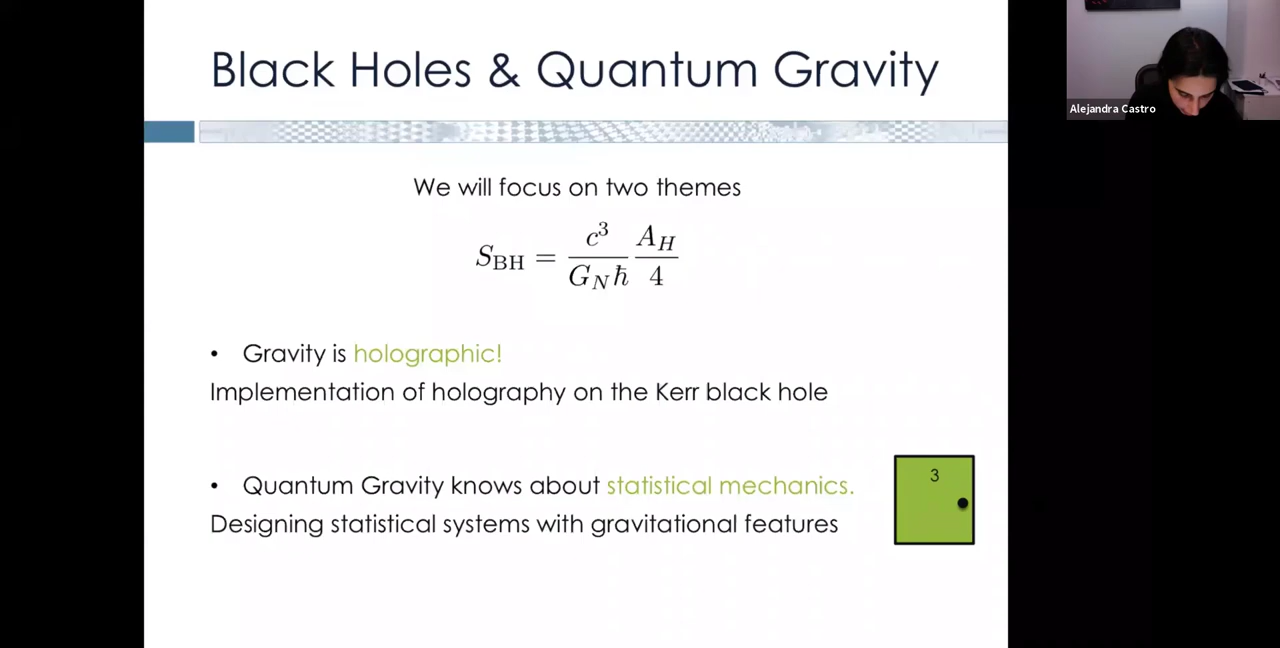 Black Holes & Quantum Gravity
Alejandra Castro
We will focus on two themes
S_BH = c^3/(G_N ħ) A_H/4
• Gravity is holographic!
Implementation of holography on the Kerr black hole
• Quantum Gravity knows about statistical mechanics.
Designing statistical systems with gravitational features
3